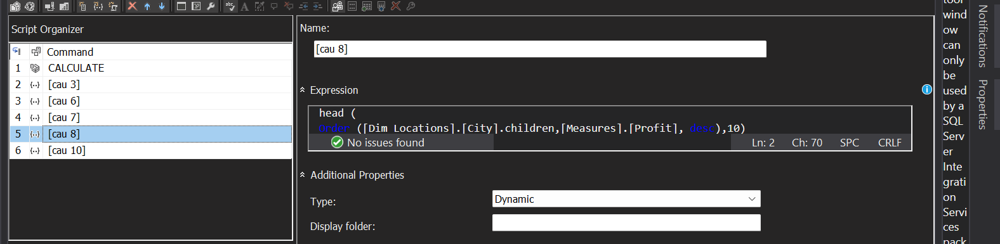 Script Organizer
Command
1 CALCULATE
2 [cau 3]
3 [cau 6]
4 [cau 7]
5 [cau 8]
6 [cau 10]
Name:
[cau 8]
Expression
head (
Order ([Dim Locations].[City].children,[Measures].[Profit], desc),10)
No issues found
Ln: 2 Ch: 70 SPC CRLF
Additional Properties
Type:
Dynamic
Display folder:
wind
ow
can
only
be
used
by a
SQL
Serv
er
Inte
grati
on
Servi
ces
pack
Notifications
Properties